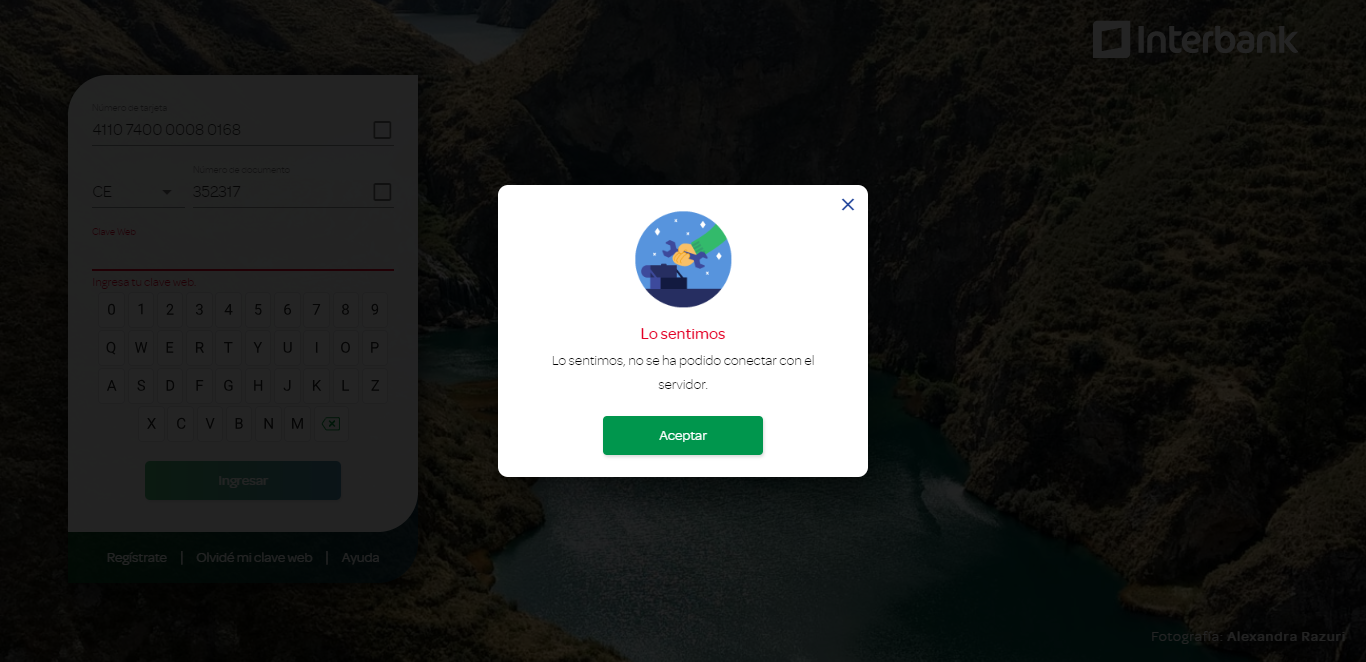 Interbank
Número de tarjeta
4110 7400 0008 0168
Número de documento
CE 352317
Clave Web
Ingresa tu clave web.
0 1 2 3 4 5 6 7 8 9
Q W E R T Y U I O P
A S D F G H J K L Z
X C V B N M
Ingresar
Regístrate | Olvidé mi clave web | Ayuda
Lo sentimos
Lo sentimos, no se ha podido conectar con el
servidor.
Aceptar
Fotografía: Alexandra Razuri